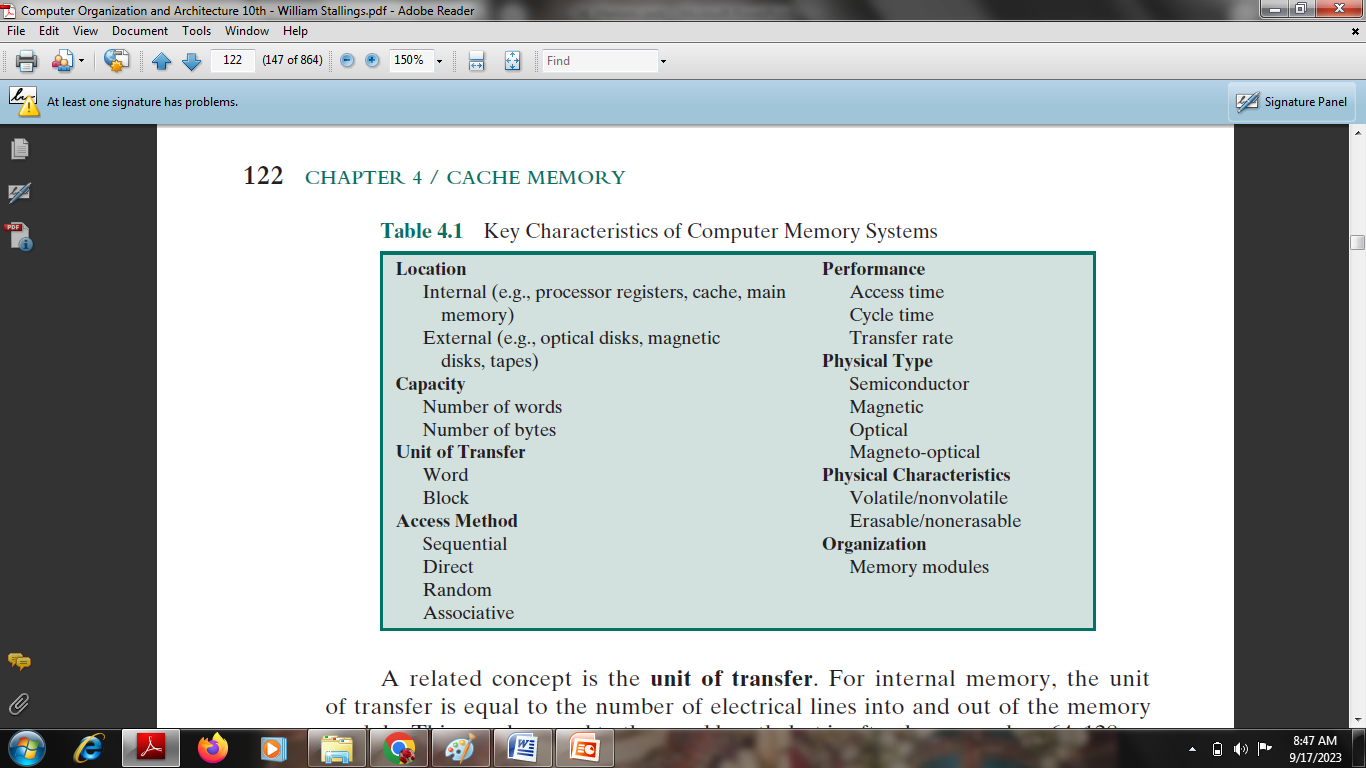 Computer Organization and Architecture 10th - William Stallings.pdf - Adobe Reader
File Edit View Document Tools Window Help
122 (147 of 864) 150% Find
At least one signature has problems.
Signature Panel
122 CHAPTER 4 / CACHE MEMORY
Table 4.1 Key Characteristics of Computer Memory Systems
Location
Internal (e.g., processor registers, cache, main
memory)
External (e.g., optical disks, magnetic
disks, tapes)
Capacity
Number of words
Number of bytes
Unit of Transfer
Word
Block
Access Method
Sequential
Direct
Random
Associative
Performance
Access time
Cycle time
Transfer rate
Physical Type
Semiconductor
Magnetic
Optical
Magneto-optical
Physical Characteristics
Volatile/nonvolatile
Erasable/nonerasable
Organization
Memory modules
A related concept is the unit of transfer. For internal memory, the unit
of transfer is equal to the number of electrical lines into and out of the memory
8:47 AM
9/17/2023